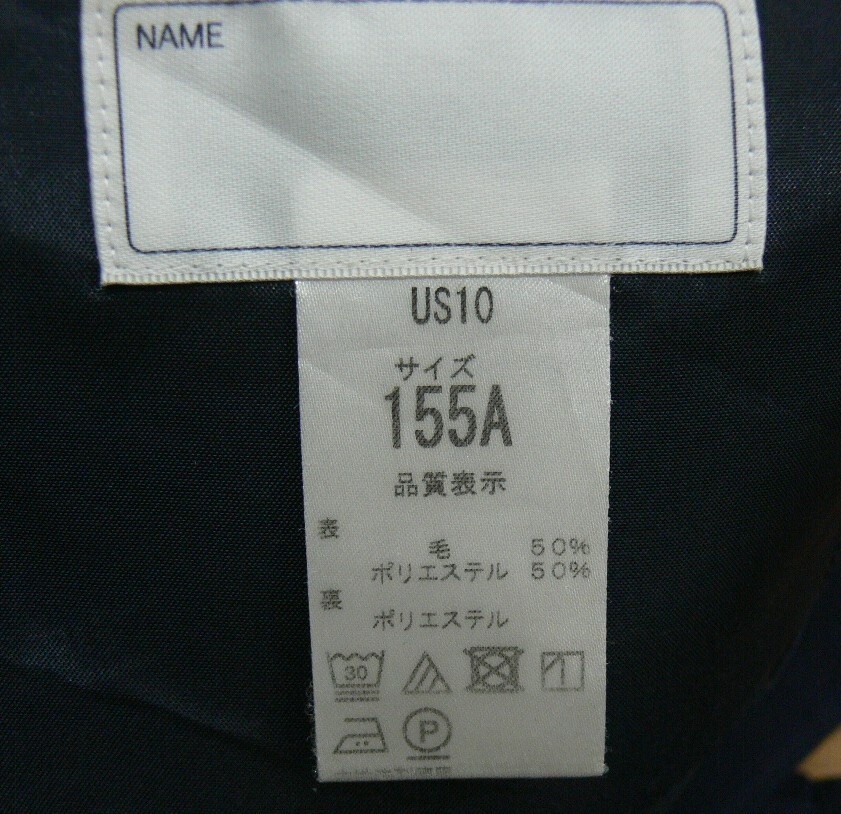 NAME
US10
サイズ
155A
品質表示
表
毛 50%
ポリエステル 50%
裏
ポリエステル
30
P